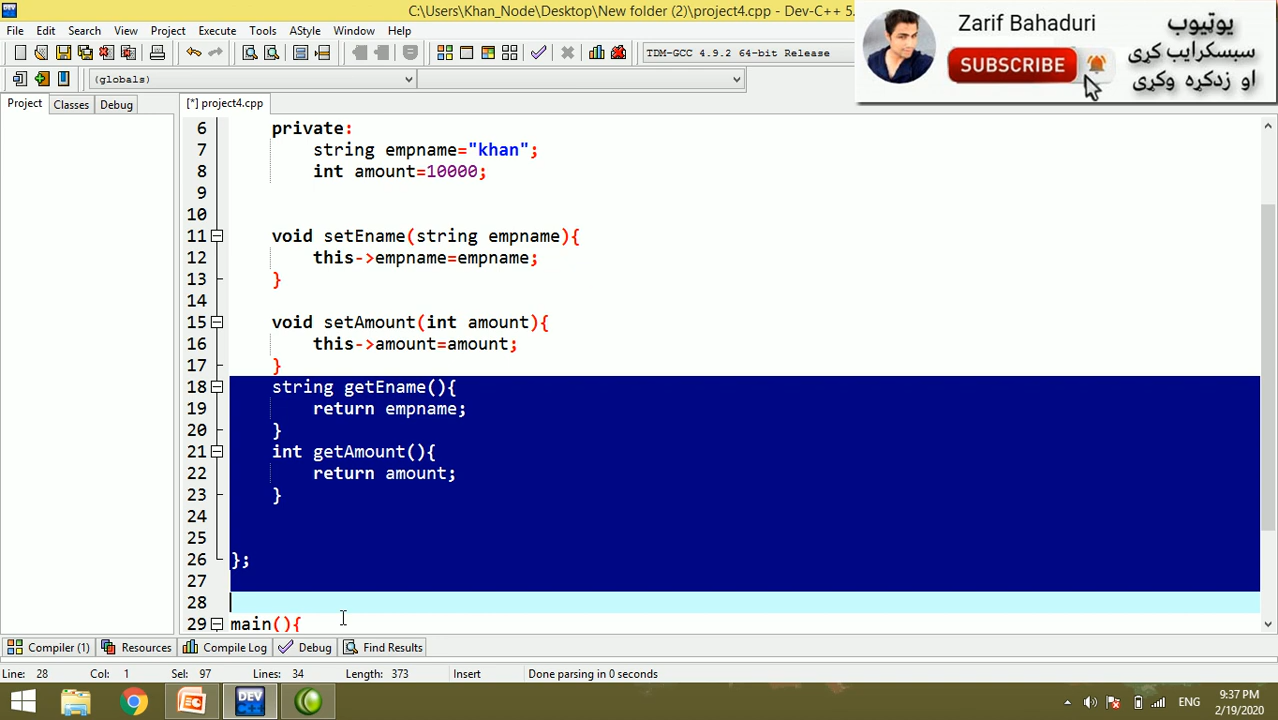 C:\Users\Khan_Node\Desktop\New folder (2)\project4.cpp - Dev-C++ 5.
File Edit Search View Project Execute Tools AStyle Window Help
TDM-GCC 4.9.2 64-bit Release
(globals)
Project Classes Debug [*] project4.cpp
Zarif Bahaduri
SUBSCRIBE
یوټیوب
سبسکرایب کړی
او زدکړه وکړی
6 private:
7 string empname="khan";
8 int amount=10000;
9
10
11 void setEname(string empname){
12 this->empname=empname;
13 }
14
15 void setAmount(int amount){
16 this->amount=amount;
17 }
18 string getEname(){
19 return empname;
20 }
21 int getAmount(){
22 return amount;
23 }
24
25
26 };
27
28
29 main(){
Compiler (1) Resources Compile Log Debug Find Results
Line: 28 Col: 1 Sel: 97 Lines: 34 Length: 373 Insert Done parsing in 0 seconds
DEV C++
ENG
9:37 PM
2/19/2020